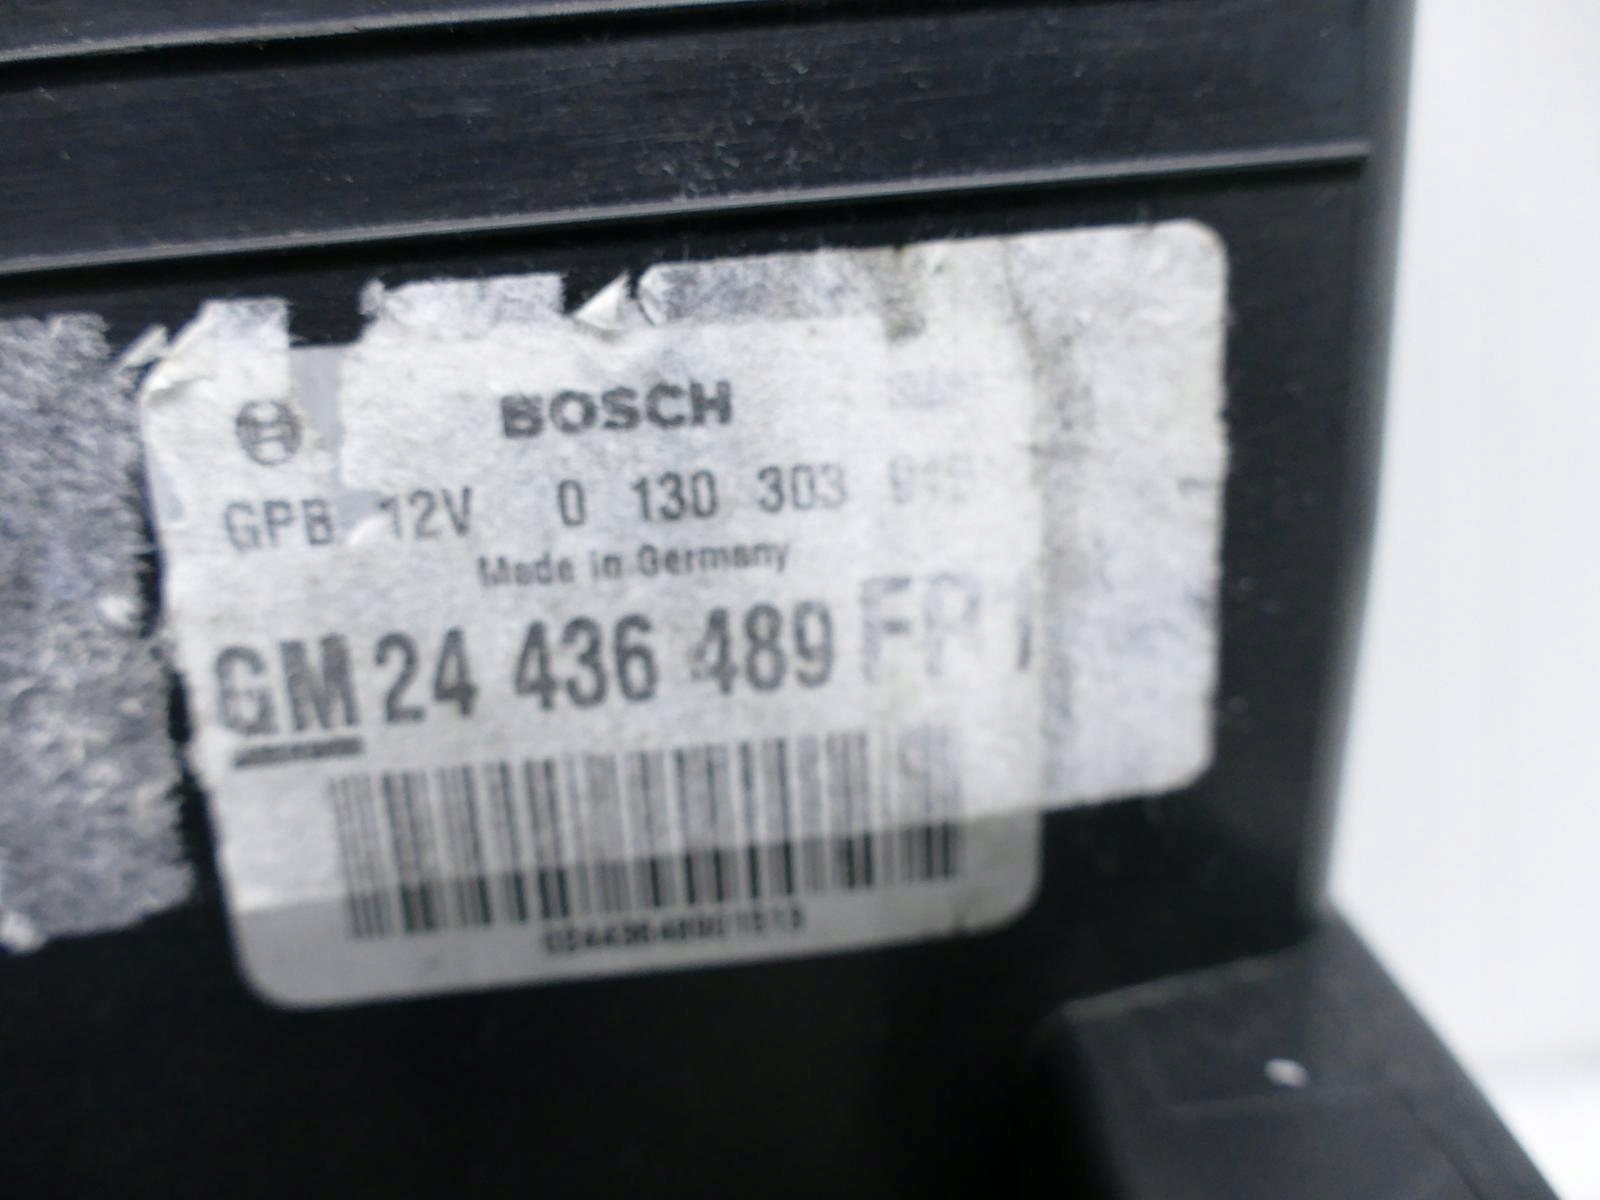 BOSCH
GPB 12V 0 130 303
Made in Germany
GM 24 436 489